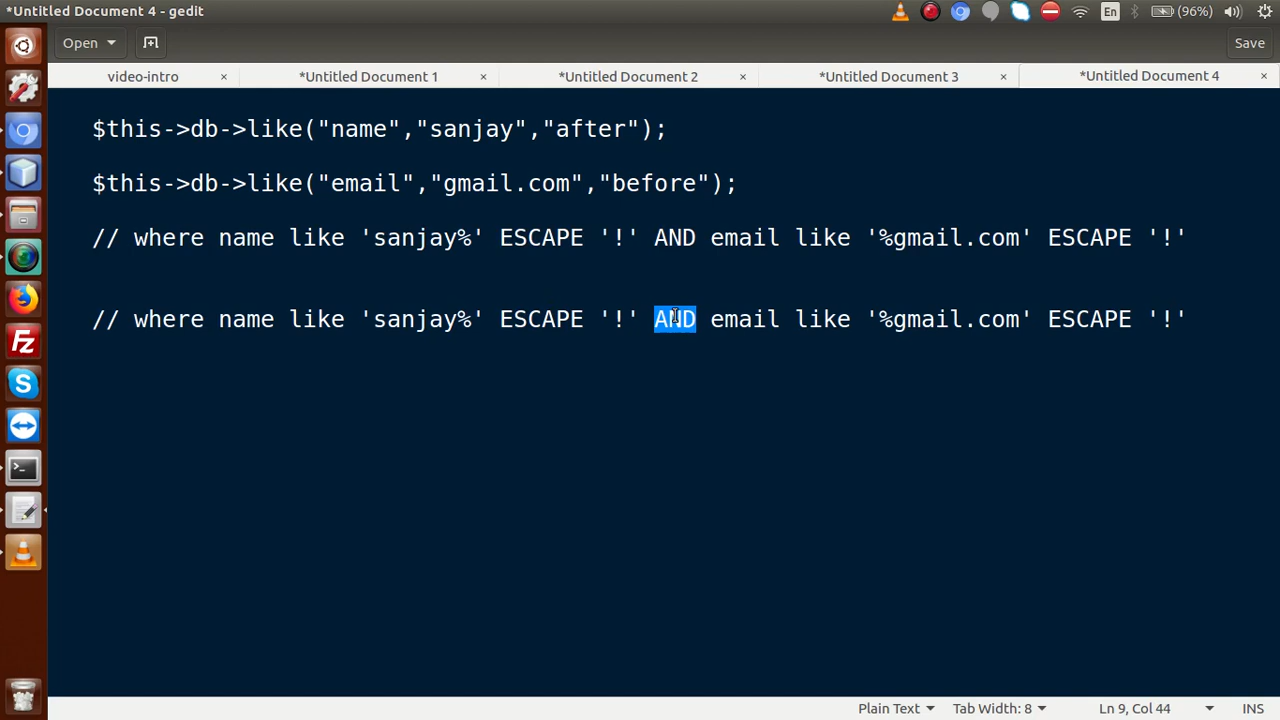 *Untitled Document 4 - gedit
En
(96%)
Open
Save
video-intro × *Untitled Document 1 × *Untitled Document 2 × *Untitled Document 3 × *Untitled Document 4 ×
$this->db->like("name","sanjay","after");
$this->db->like("email","gmail.com","before");
// where name like 'sanjay%' ESCAPE '!' AND email like '%gmail.com' ESCAPE '!'
// where name like 'sanjay%' ESCAPE '!' AND email like '%gmail.com' ESCAPE '!'
Plain Text Tab Width: 8 Ln 9, Col 44 INS